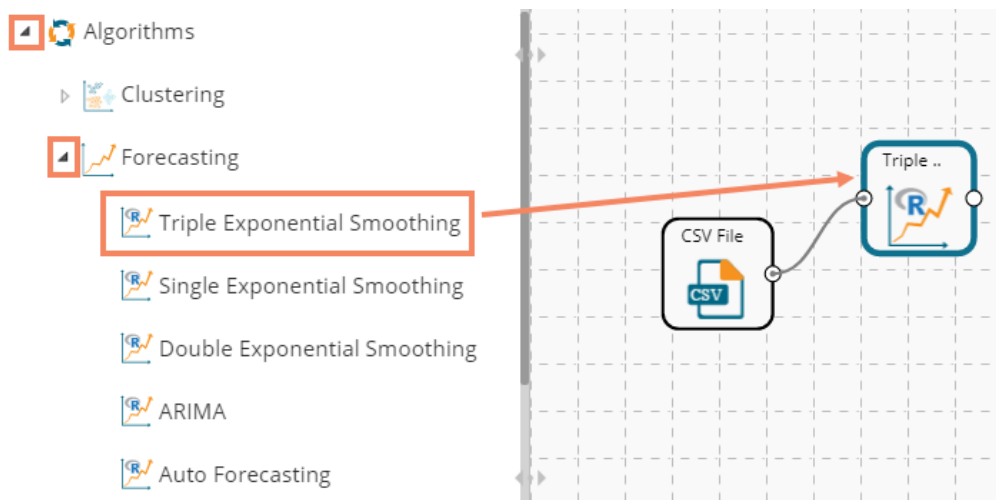 Algorithms
Clustering
Forecasting
Triple Exponential Smoothing
Single Exponential Smoothing
Double Exponential Smoothing
ARIMA
Auto Forecasting
Triple ..
R
CSV File
CSV